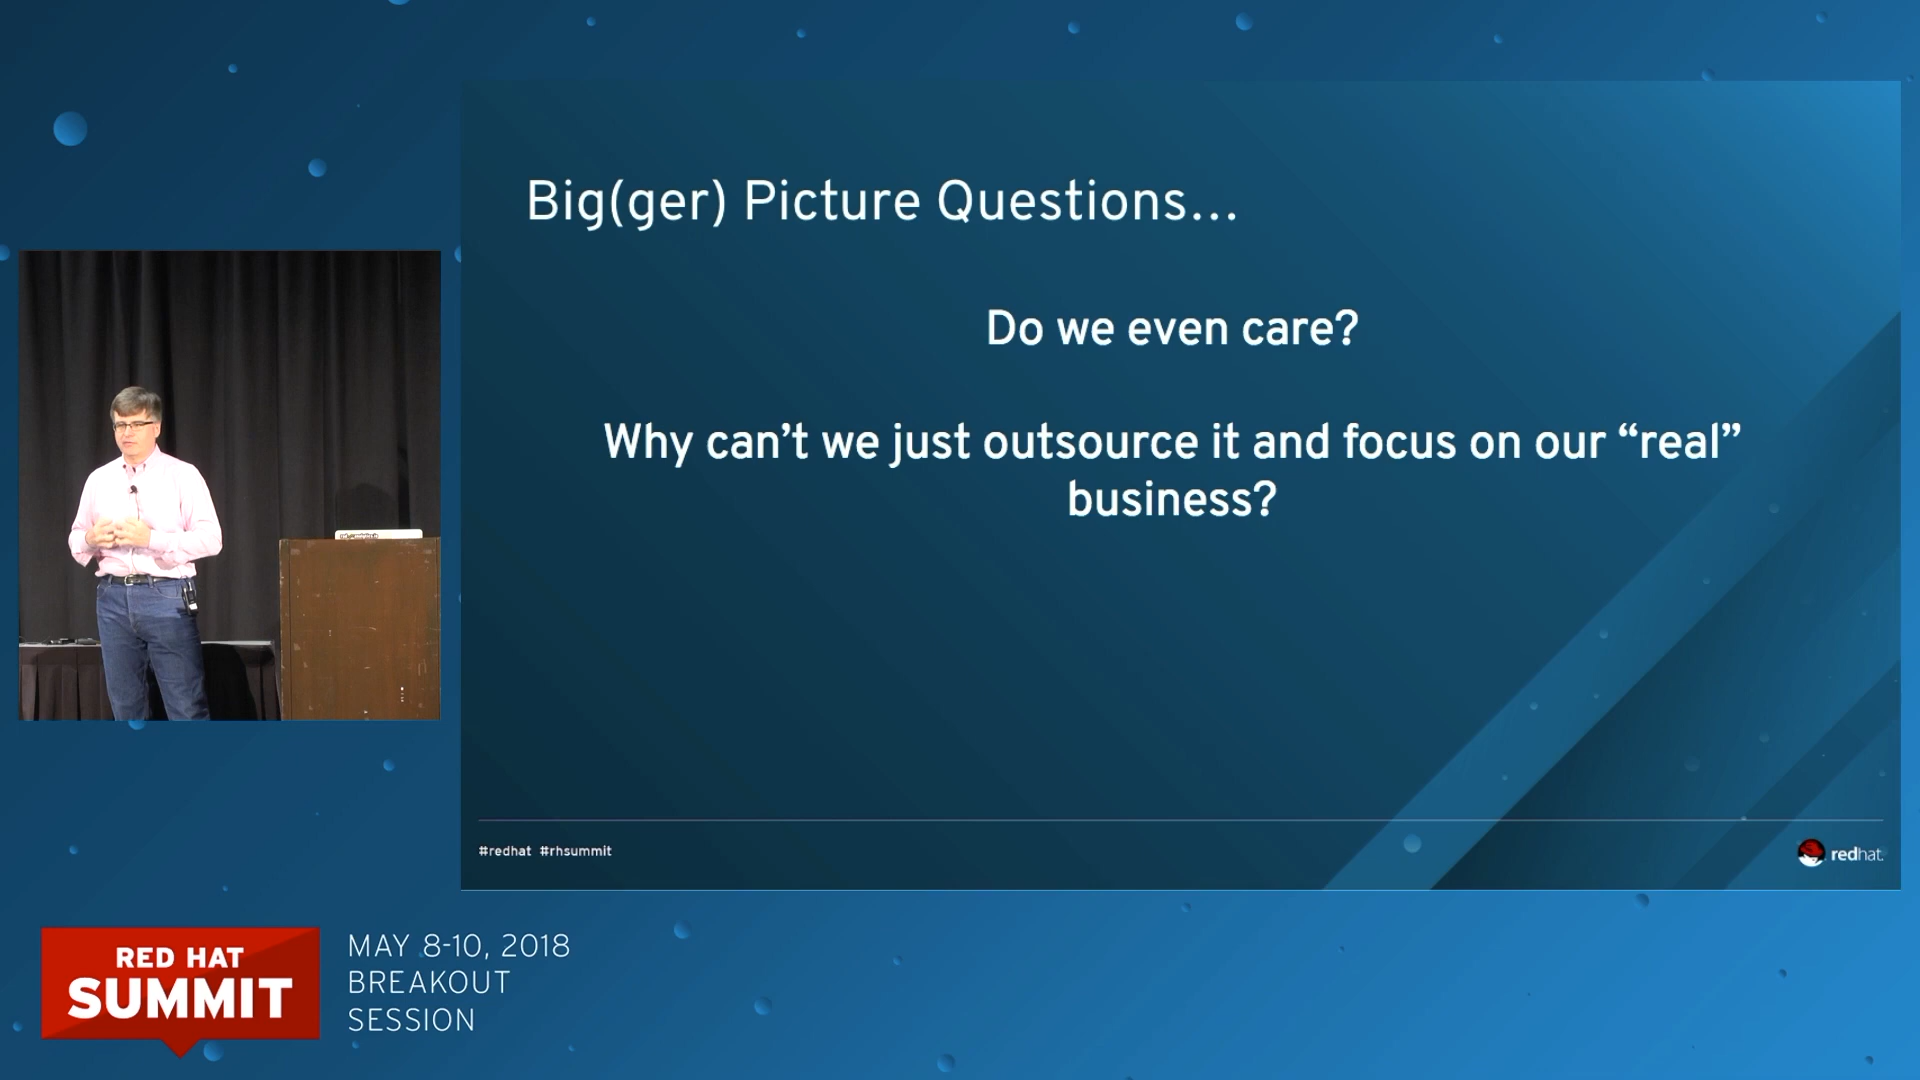 Big(ger) Picture Questions...
Do we even care?
Why can’t we just outsource it and focus on our “real”
business?
#redhat #rhsummit
redhat.
RED HAT
SUMMIT
MAY 8-10, 2018
BREAKOUT
SESSION